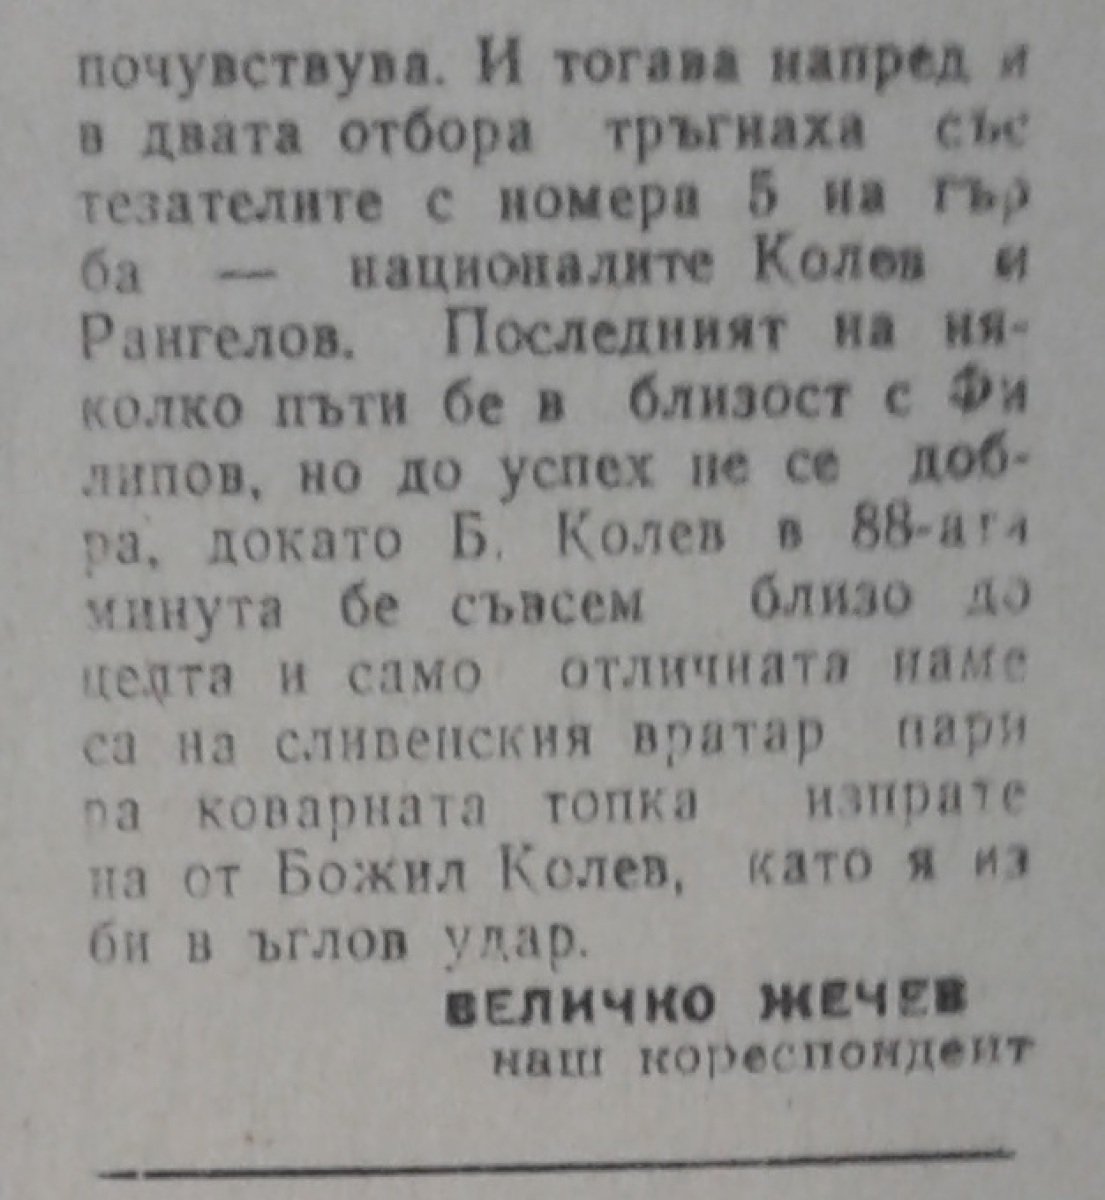 почувствува. И тогава напред и
в двата отбора тръгнаха със
тезателите с номера 5 на гър
ба — националите Колев и
Рангелов. Последният на ня-
колко пъти бе в близост с Фи
липов, но до успех не се доб-
ра, докато Б. Колев в 88-ата
минута бе съвсем близо до
целта и само отличната наме
са на сливенския вратар пари
ра коварната топка изпрате
на от Божил Колев, като я из
би в ъглов удар.
ВЕЛИЧКО ЖЕЧЕВ
наш кореспондент